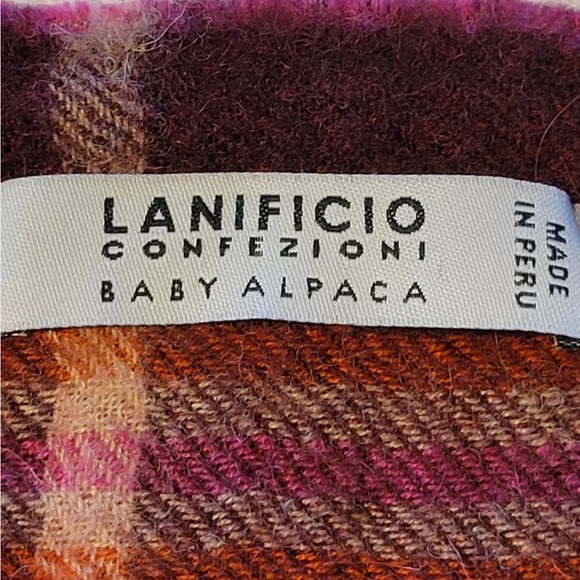 LANIFICIO
CONFEZIONI
BABY ALPACA
MADE
IN PERU